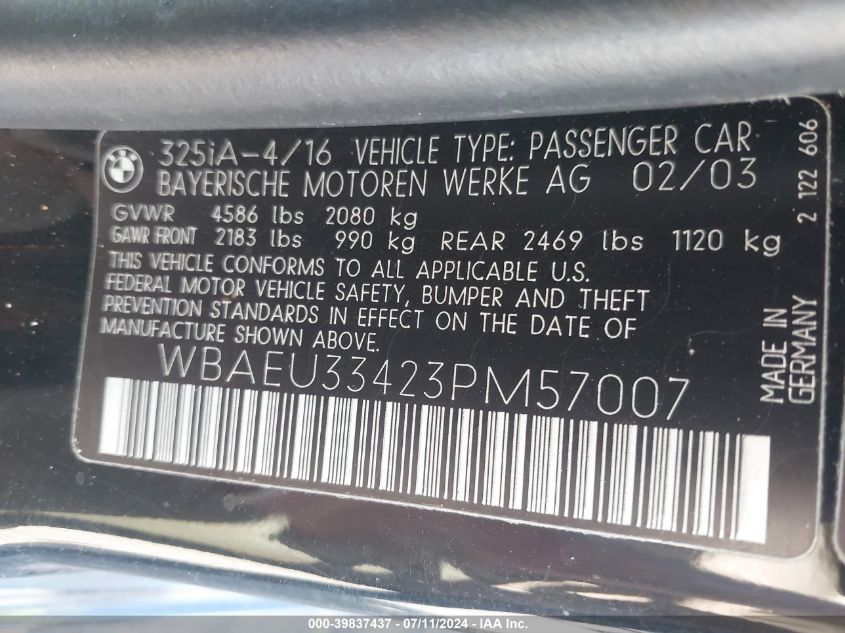 325iA-4/16 VEHICLE TYPE: PASSENGER CAR
BAYERISCHE MOTOREN WERKE AG 02/03
GVWR 4586 lbs 2080 kg
GAWR FRONT 2183 lbs 990 kg REAR 2469 lbs 1120 kg
THIS VEHICLE CONFORMS TO ALL APPLICABLE U.S.
FEDERAL MOTOR VEHICLE SAFETY, BUMPER AND THEFT
PREVENTION STANDARDS IN EFFECT ON THE DATE OF
MANUFACTURE SHOWN ABOVE.
WBAEU33423PM57007
MADE IN
GERMANY
2 122 606
000-39837437 - 07/11/2024 - IAAI.com